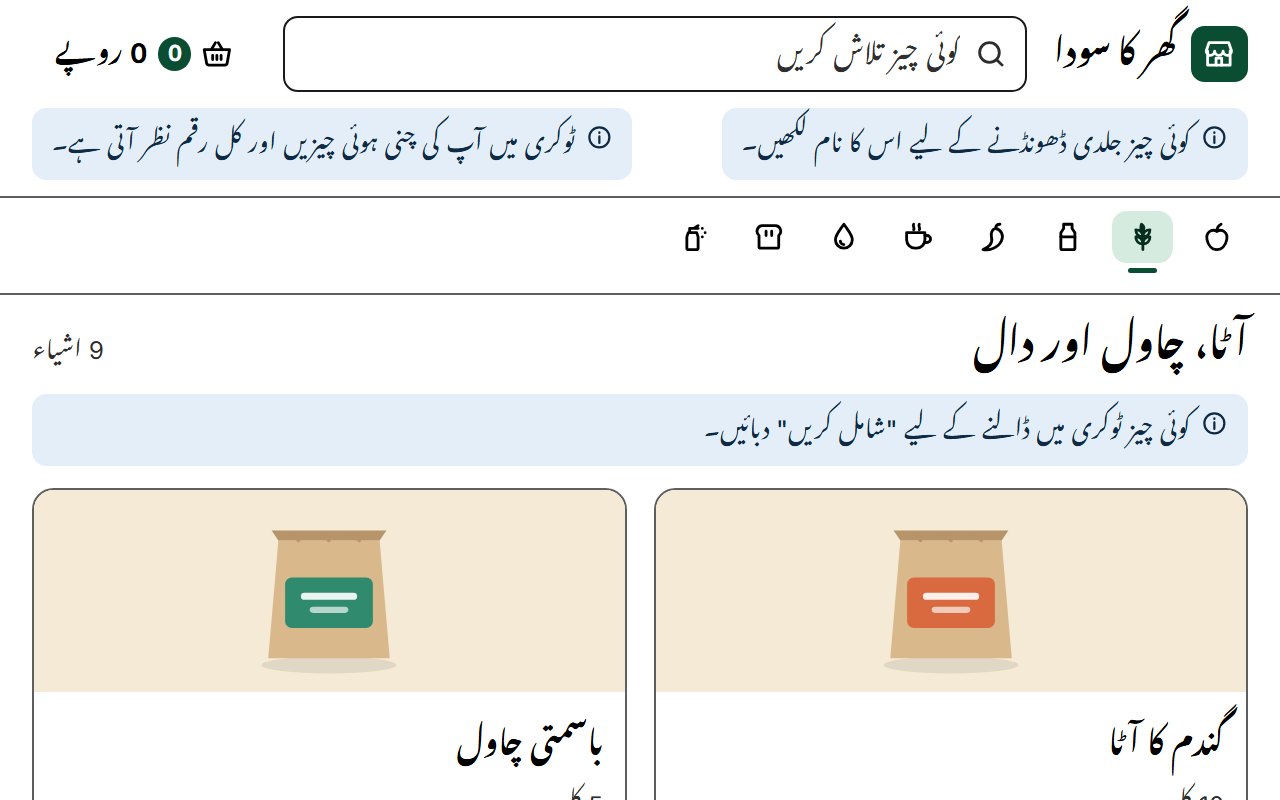 گھر کا سودا
کوئی چیز تلاش کریں
0 0 روپے
کوئی چیز جلدی ڈھونڈنے کے لیے اس کا نام لکھیں۔
ٹوکری میں آپ کی چنی ہوئی چیزیں اور کل رقم نظر آتی ہے۔
آٹا، چاول اور دال
9 اشیاء
کوئی چیز ٹوکری میں ڈالنے کے لیے "شامل کریں" دبائیں۔
گندم کا آٹا
باسمتی چاول